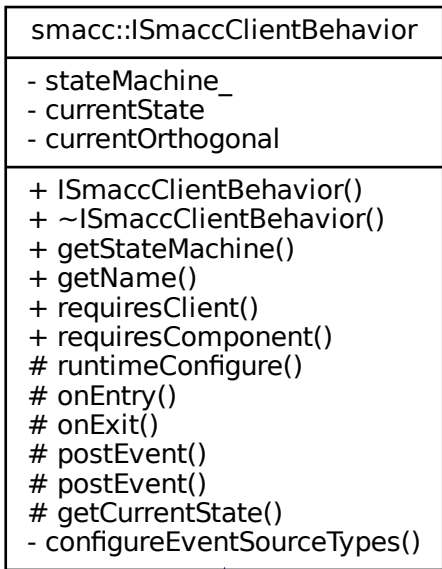 smacc::ISmaccClientBehavior
- stateMachine_
- currentState
- currentOrthogonal
+ ISmaccClientBehavior()
+ ~ISmaccClientBehavior()
+ getStateMachine()
+ getName()
+ requiresClient()
+ requiresComponent()
# runtimeConfigure()
# onEntry()
# onExit()
# postEvent()
# postEvent()
# getCurrentState()
- configureEventSourceTypes()